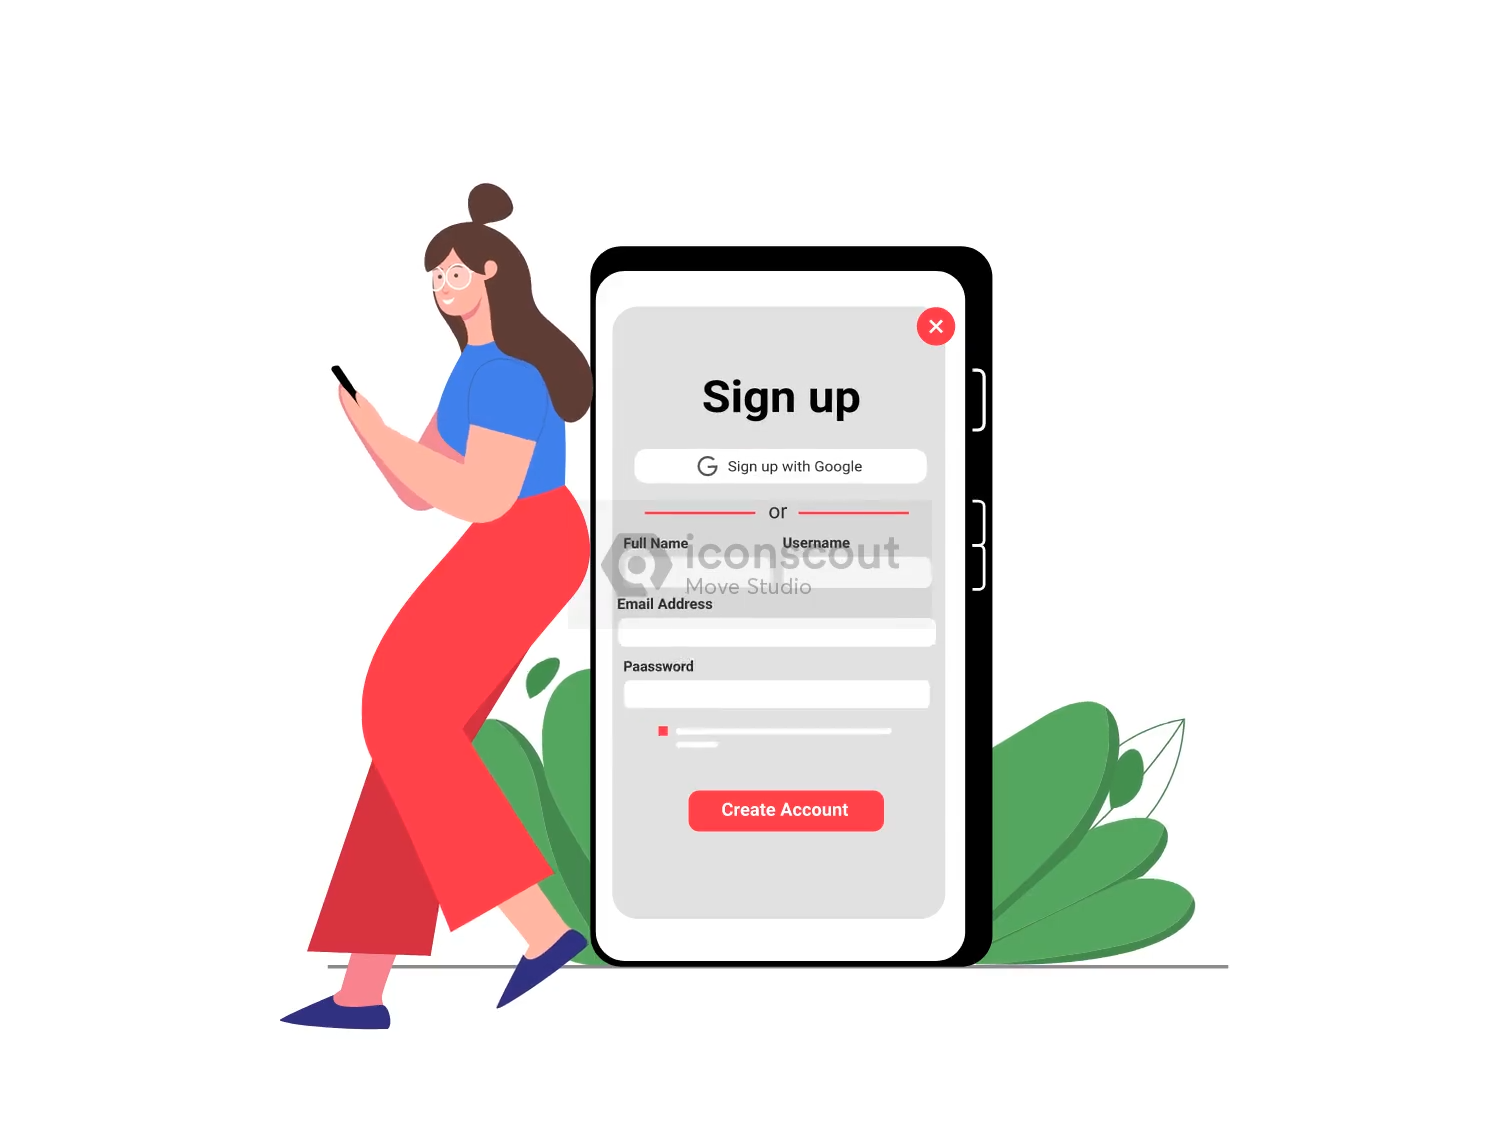 Sign up
Sign up with Google
or
Full Name Username
iconscout
Move Studio
Email Address
Paassword
Create Account